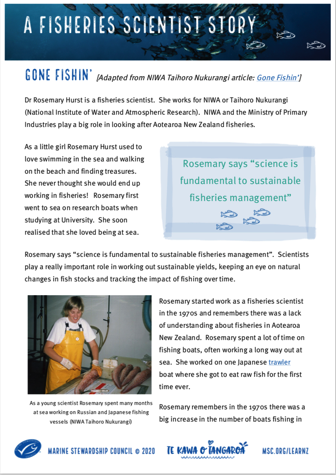 A FISHERIES SCIENTIST STORY
GONE FISHIN' [Adapted from NIWA Taihoro Nukurangi article: Gone Fishin']
Dr Rosemary Hurst is a fisheries scientist. She works for NIWA or Taihoro Nukurangi
(National Institute of Water and Atmospheric Research). NIWA and the Ministry of Primary
Industries play a big role in looking after Aotearoa New Zealand fisheries.
As a little girl Rosemary Hurst used to
love swimming in the sea and walking
on the beach and finding treasures.
She never thought she would end up
working in fisheries! Rosemary first
went to sea on research boats when
studying at University. She soon
realised that she loved being at sea.
Rosemary says “science is
fundamental to sustainable
fisheries management”
Rosemary says “science is fundamental to sustainable fisheries management”. Scientists
play a really important role in working out sustainable yields, keeping an eye on natural
changes in fish stocks and tracking the impact of fishing over time.
Rosemary started work as a fisheries scientist
in the 1970s and remembers there was a lack
of understanding about fisheries in Aotearoa
New Zealand. Rosemary spent a lot of time on
fishing boats, often working a long way out at
sea. She worked on one Japanese trawler
boat where she got to eat raw fish for the first
time ever.
As a young scientist Rosemary spent many months
at sea working on Russian and Japanese fishing
vessels (NIWA Taihoro Nukurangi)
Rosemary remembers in the 1970s there was a
big increase in the number of boats fishing in
MARINE STEWARDSHIP COUNCIL © 2020
TE KAWA O TANGAROA
MSC.ORG/LEARNZ